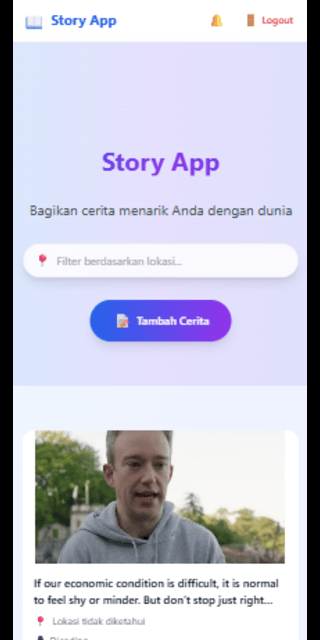 Story App
Logout
Story App
Bagikan cerita menarik Anda dengan dunia
Filter berdasarkan lokasi...
Tambah Cerita
If our economic condition is difficult, it is normal
to feel shy or minder. But don't stop just right...
Lokasi tidak diketahui